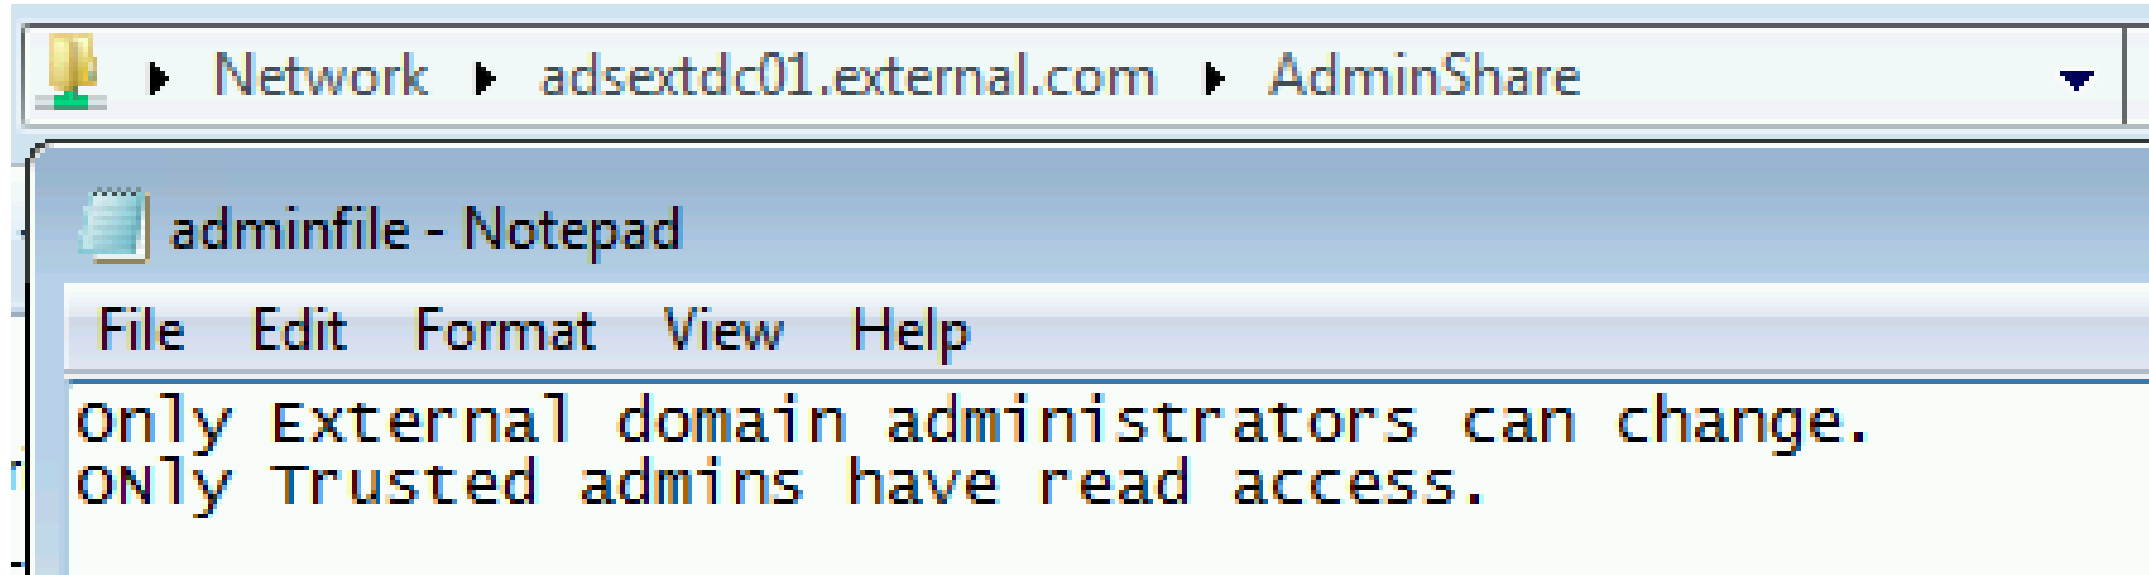 Network adsextdc01.external.com AdminShare
adminfile - Notepad
File Edit Format View Help
Only External domain administrators can change.
ONly Trusted admins have read access.